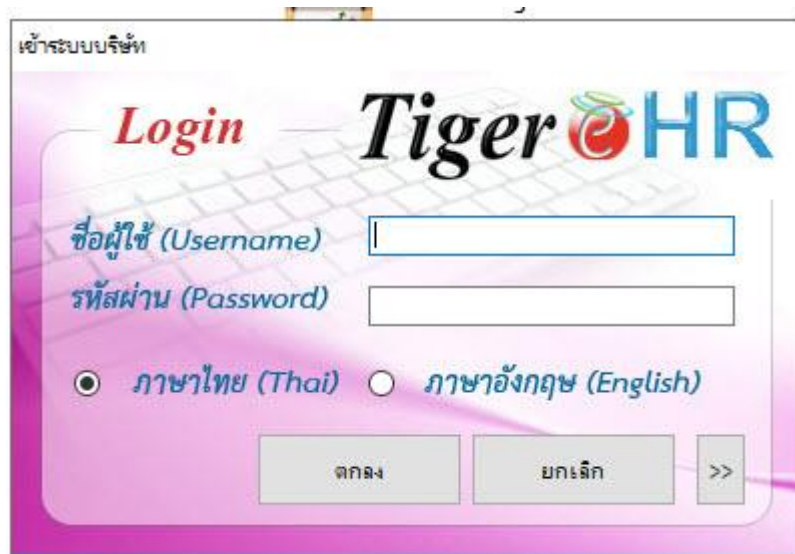 เข้าระบบบริษัท
Login Tiger eHR
ชื่อผู้ใช้ (Username)
รหัสผ่าน (Password)
ภาษาไทย (Thai) ภาษาอังกฤษ (English)
ตกลง ยกเลิก >>